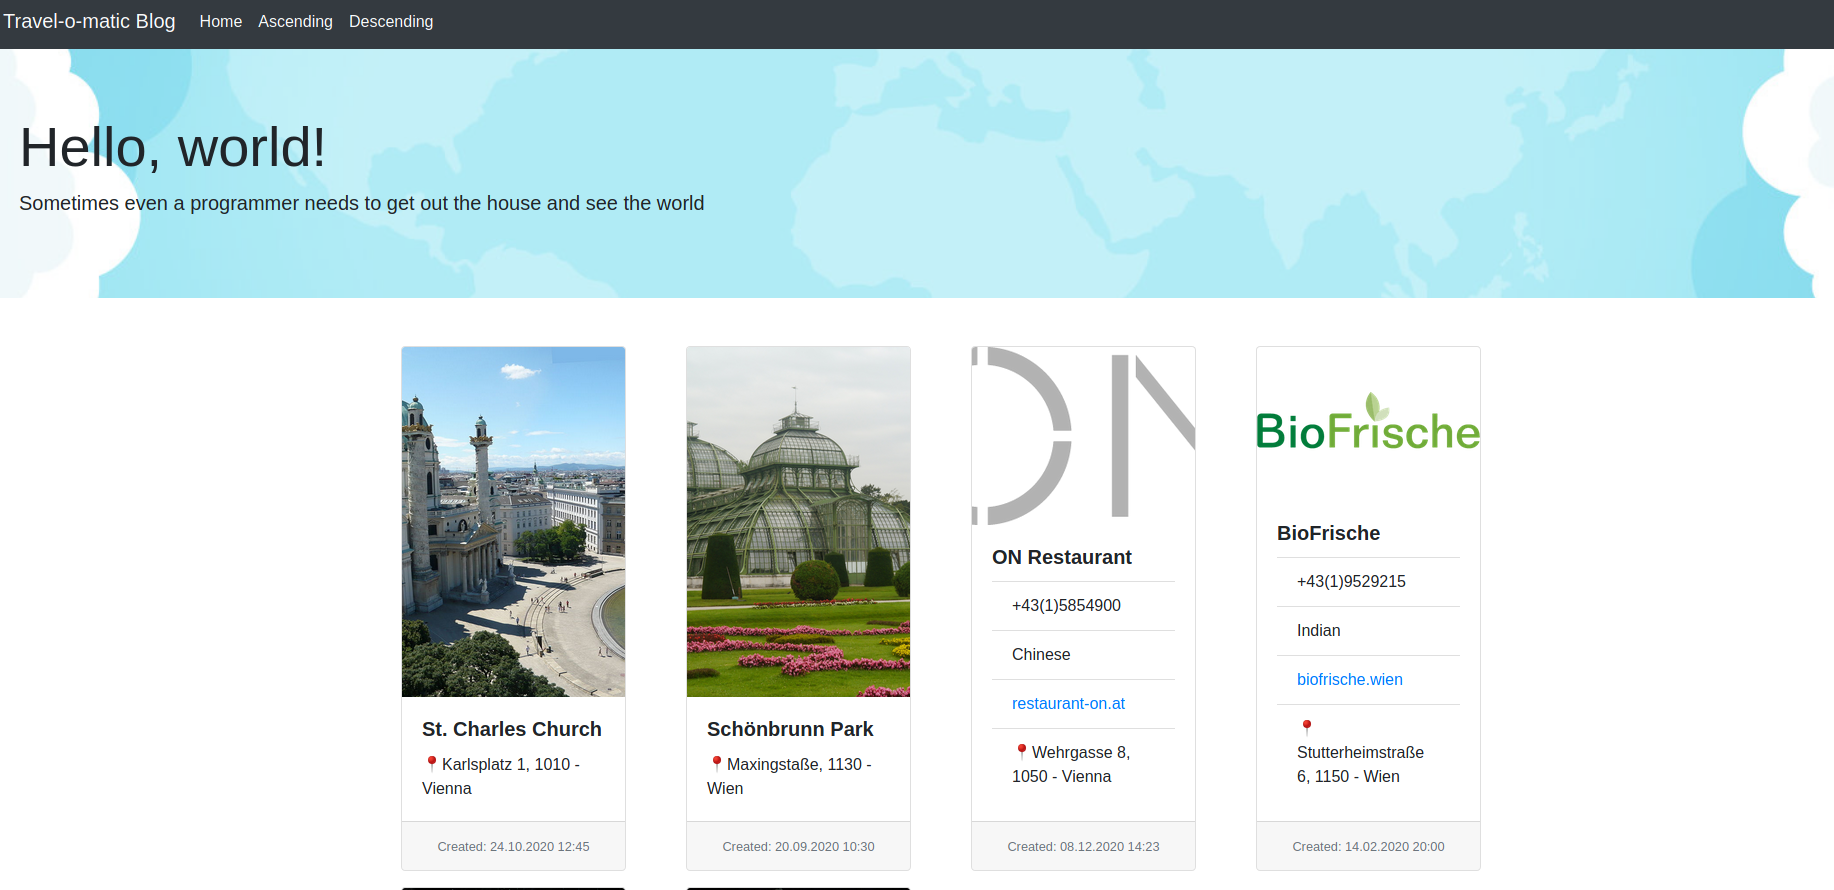 Travel-o-matic Blog Home Ascending Descending
Hello, world!
Sometimes even a programmer needs to get out the house and see the world
St. Charles Church
📍Karlsplatz 1, 1010 -
Vienna
Created: 24.10.2020 12:45
Schönbrunn Park
📍Maxingstaße, 1130 -
Wien
Created: 20.09.2020 10:30
ON
ON Restaurant
+43(1)5854900
Chinese
restaurant-on.at
📍Wehrgasse 8,
1050 - Vienna
Created: 08.12.2020 14:23
BioFrische
BioFrische
+43(1)9529215
Indian
biofrische.wien
📍
Stutterheimstraße
6, 1150 - Wien
Created: 14.02.2020 20:00